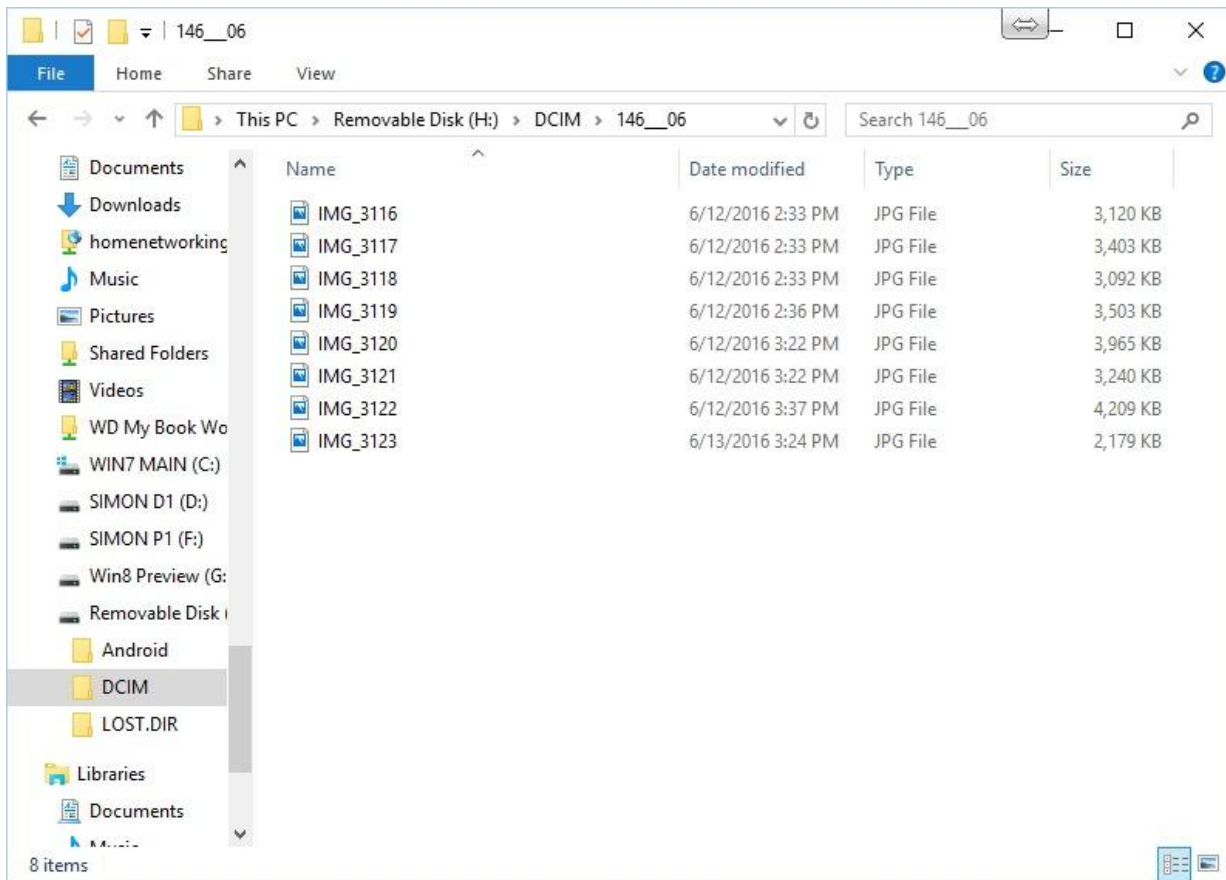 146__06
File Home Share View
This PC > Removable Disk (H:) > DCIM > 146__06 Search 146__06
Documents
Downloads
homenetworking
Music
Pictures
Shared Folders
Videos
WD My Book Wo
WIN7 MAIN (C:)
SIMON D1 (D:)
SIMON P1 (F:)
Win8 Preview (G:
Removable Disk (
Android
DCIM
LOST.DIR
Libraries
Documents
Name Date modified Type Size
IMG_3116 6/12/2016 2:33 PM JPG File 3,120 KB
IMG_3117 6/12/2016 2:33 PM JPG File 3,403 KB
IMG_3118 6/12/2016 2:33 PM JPG File 3,092 KB
IMG_3119 6/12/2016 2:36 PM JPG File 3,503 KB
IMG_3120 6/12/2016 3:22 PM JPG File 3,965 KB
IMG_3121 6/12/2016 3:22 PM JPG File 3,240 KB
IMG_3122 6/12/2016 3:37 PM JPG File 4,209 KB
IMG_3123 6/13/2016 3:24 PM JPG File 2,179 KB
8 items